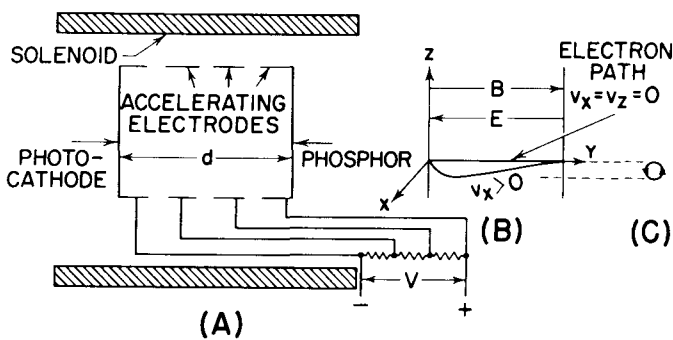 SOLENOID
ACCELERATING
ELECTRODES
PHOTO-
CATHODE
d
PHOSPHOR
V
−
+
(A)
Z
B
E
ELECTRON
PATH
vx=vz=0
Y
X
vx>0
(B)
(C)